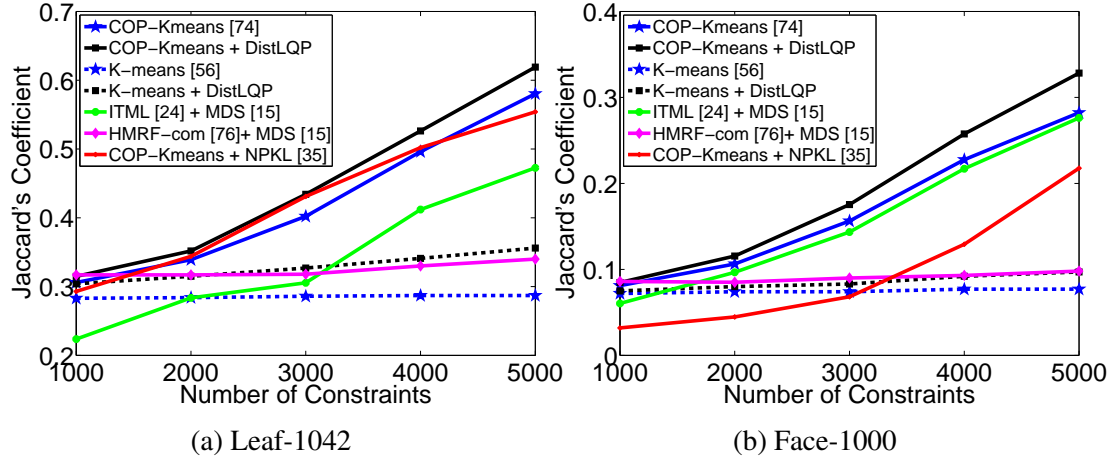 Jaccard's Coefficient
0.7
0.6
0.5
0.4
0.3
0.2
COP-Kmeans [74]
COP-Kmeans + DistLQP
K-means [56]
K-means + DistLQP
ITML [24] + MDS [15]
HMRF-com [76]+ MDS [15]
COP-Kmeans + NPKL [35]
1000 2000 3000 4000 5000
Number of Constraints
(a) Leaf-1042
Jaccard's Coefficient
0.4
0.3
0.2
0.1
0
COP-Kmeans [74]
COP-Kmeans + DistLQP
K-means [56]
K-means + DistLQP
ITML [24] + MDS [15]
HMRF-com [76]+ MDS [15]
COP-Kmeans + NPKL [35]
1000 2000 3000 4000 5000
Number of Constraints
(b) Face-1000